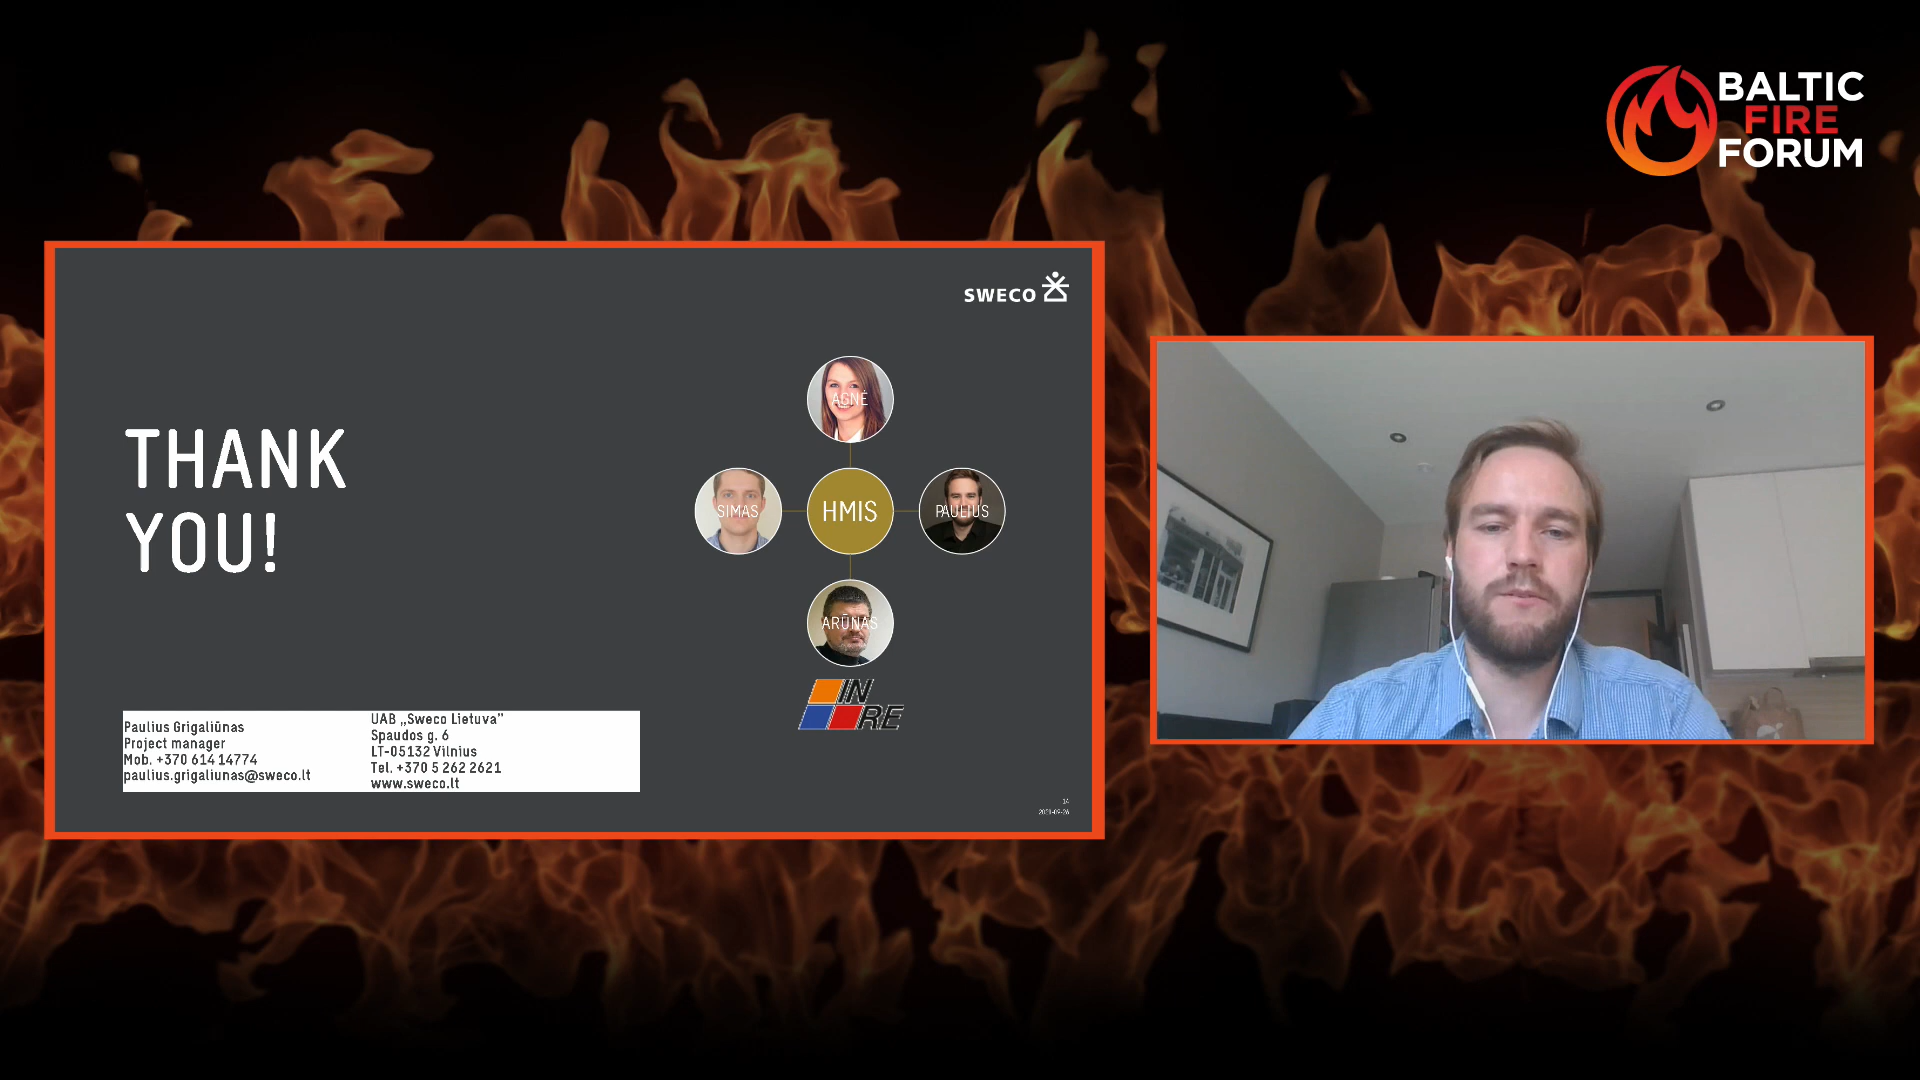 BALTIC
FIRE
FORUM
SWECO
THANK
YOU!
AGNĖ
SIMAS
HMIS
PAULIUS
ARŪNAS
IN
RE
Paulius Grigaliūnas
Project manager
Mob. +370 614 14774
paulius.grigaliunas@sweco.lt
UAB „Sweco Lietuva”
Spaudos g. 6
LT-05132 Vilnius
Tel. +370 5 262 2621
www.sweco.lt
14